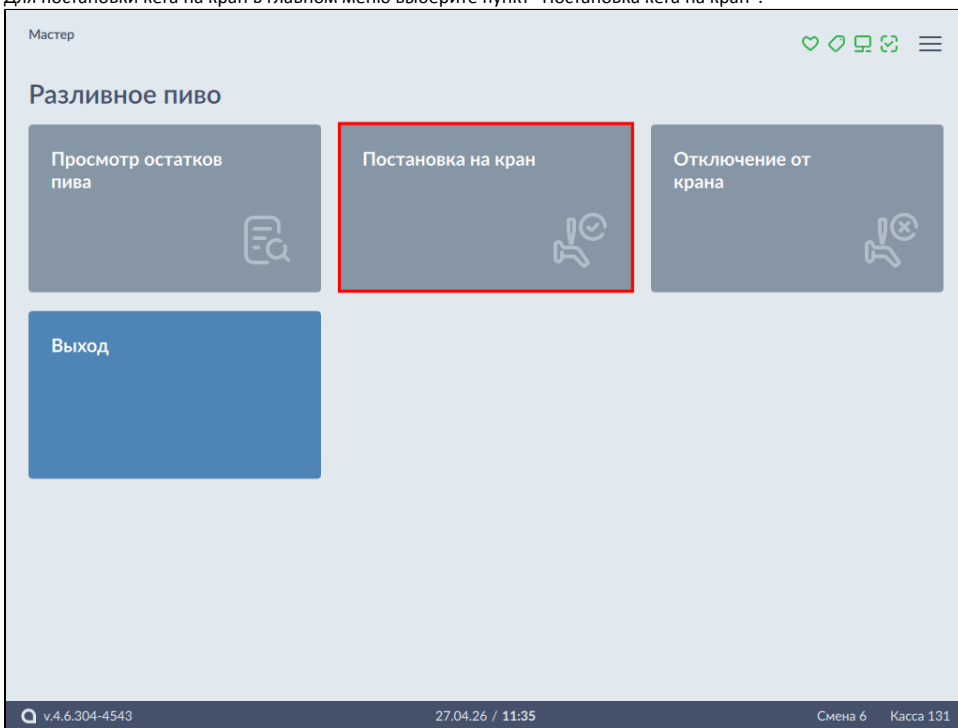 Для постановки кега на кран в главном меню выберите пункт "Постановка кега на кран".
Мастер
Разливное пиво
Просмотр остатков
пива
Постановка на кран
Отключение от
крана
Выход
v.4.6.304-4543
27.04.26 / 11:35
Смена 6
Касса 131